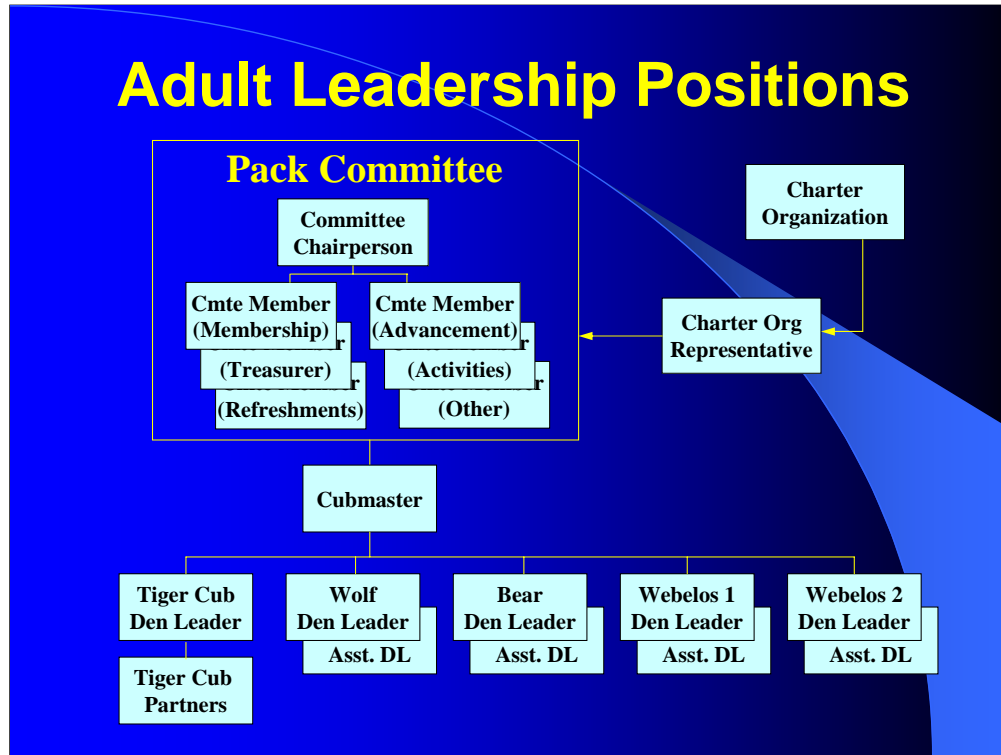 Adult Leadership Positions
Pack Committee
Committee
Chairperson
Cmte Member
(Membership)
(Treasurer)
(Refreshments)
Cmte Member
(Advancement)
(Activities)
(Other)
Charter
Organization
Charter Org
Representative
Cubmaster
Tiger Cub
Den Leader
Tiger Cub
Partners
Wolf
Den Leader
Asst. DL
Bear
Den Leader
Asst. DL
Webelos 1
Den Leader
Asst. DL
Webelos 2
Den Leader
Asst. DL